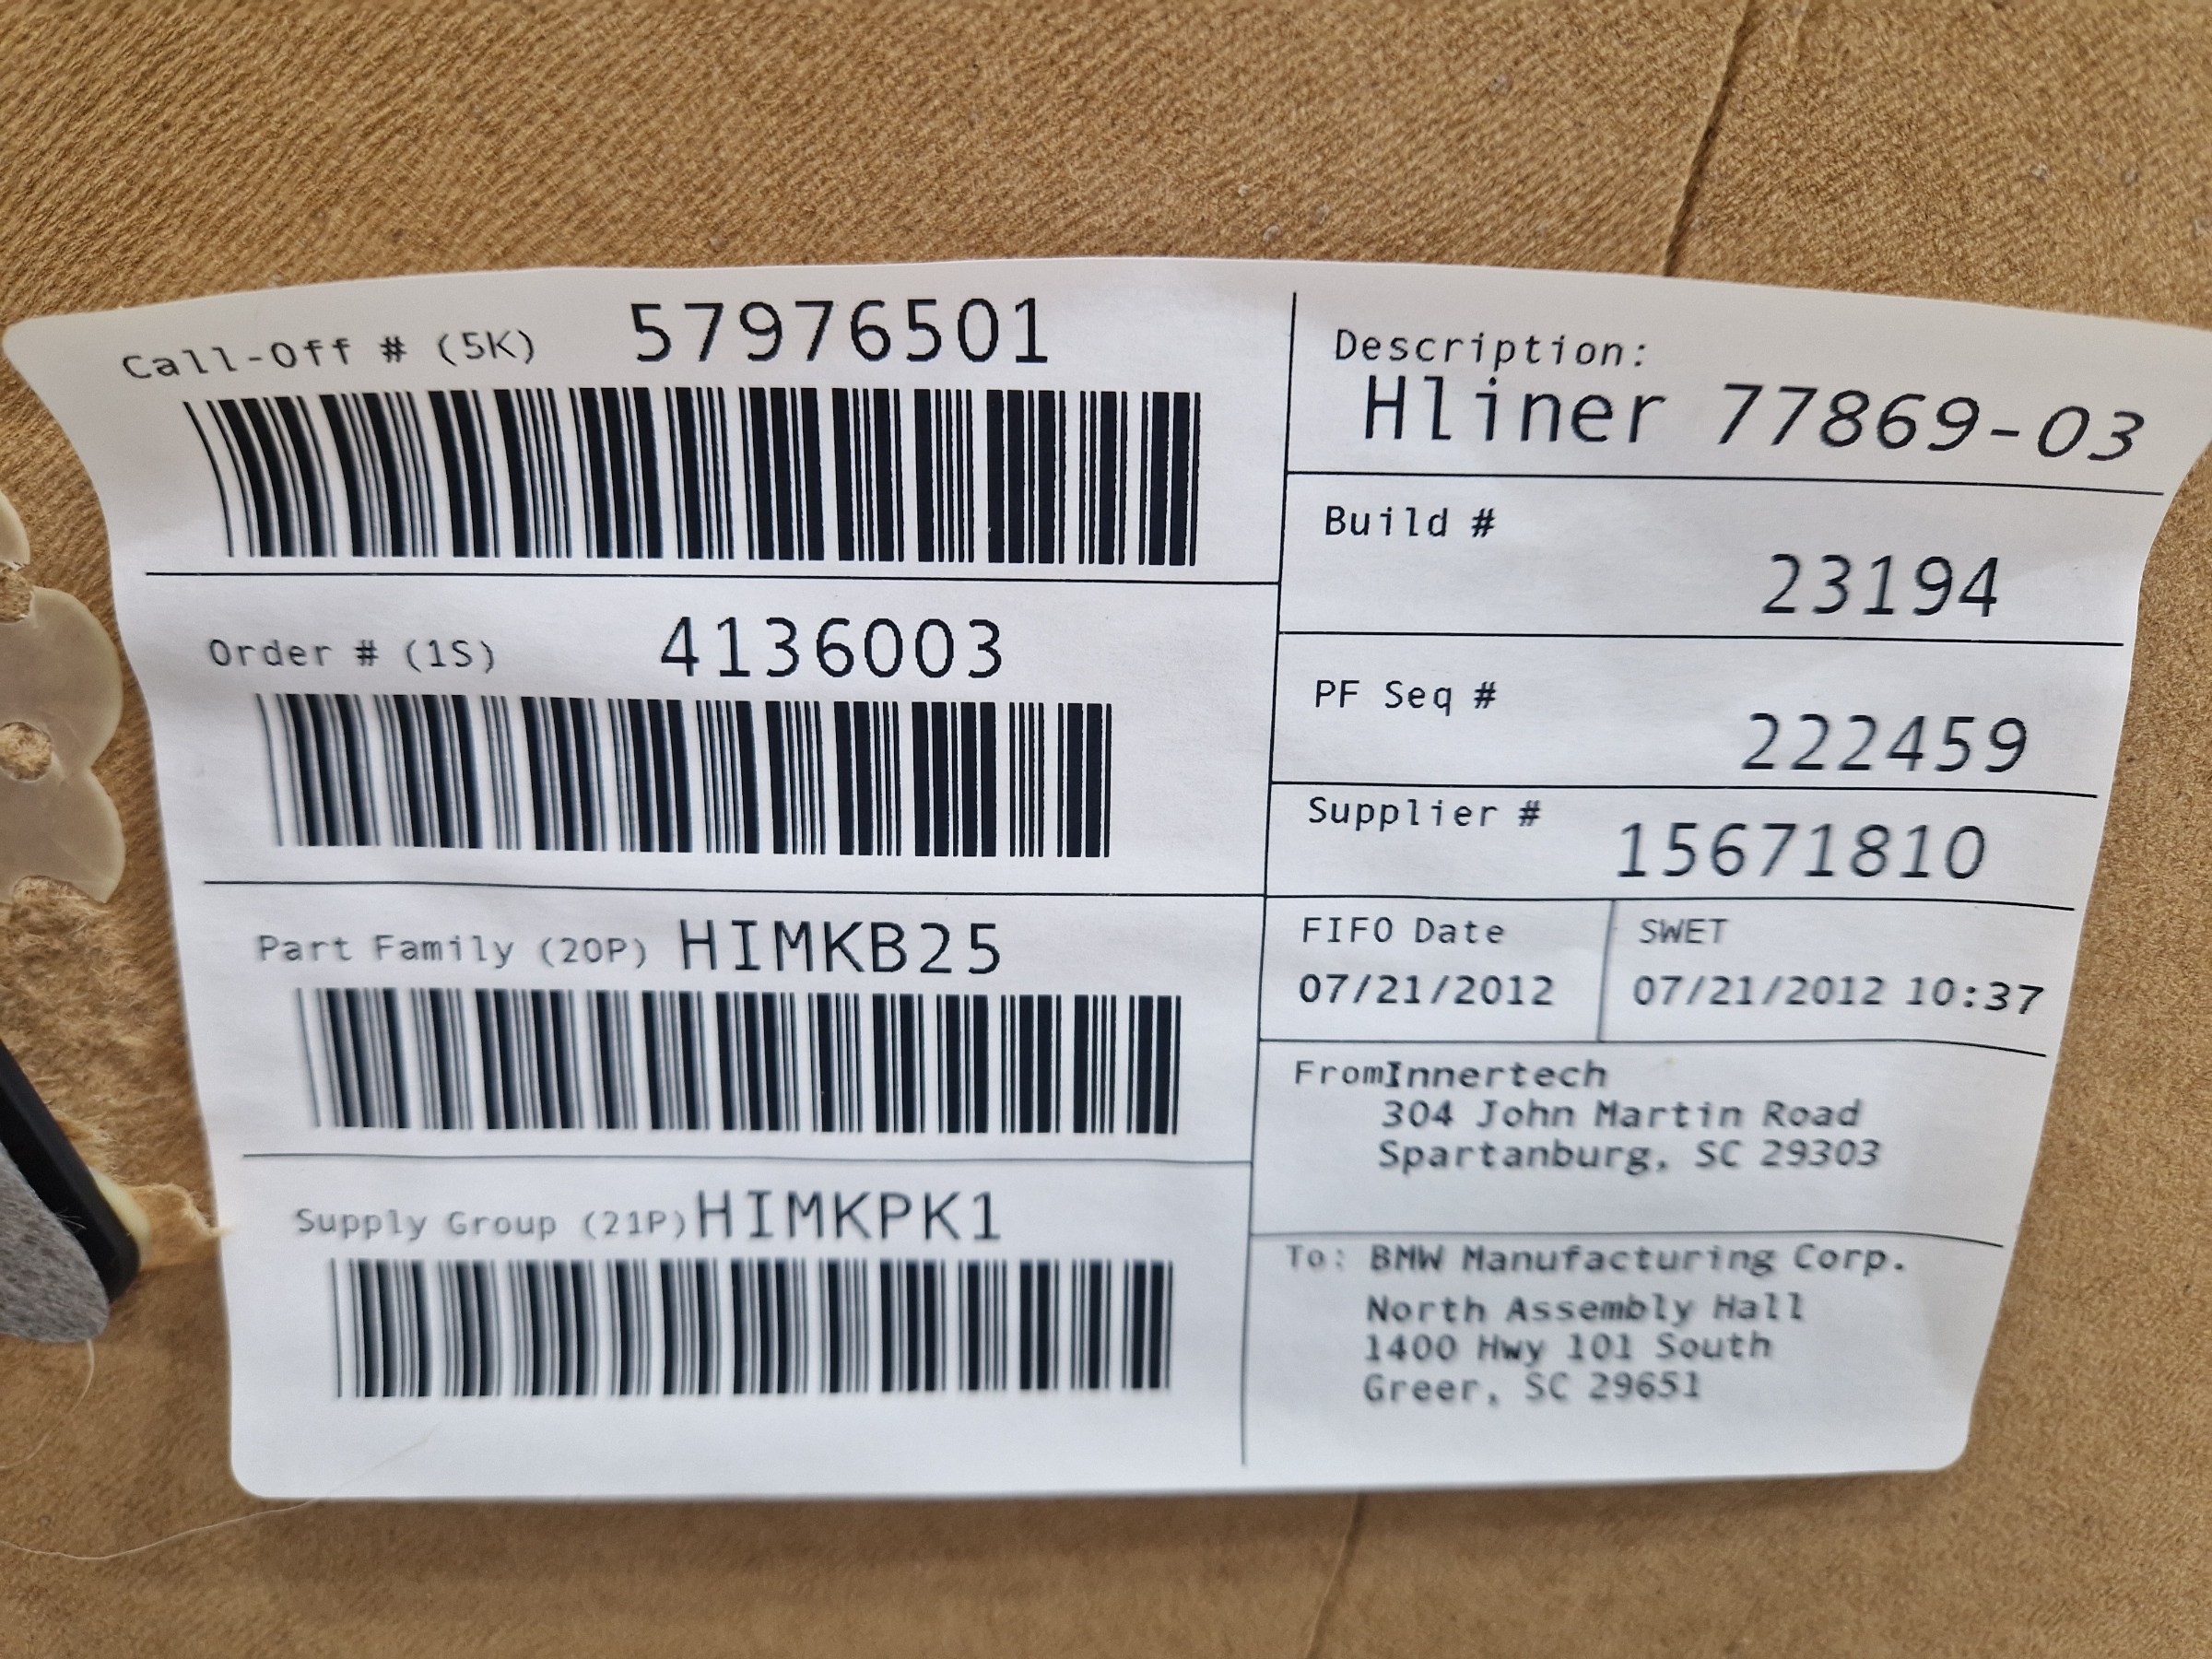 Call-Off # (5K) 57976501
Order # (1S) 4136003
Part Family (20P) HIMKB25
Supply Group (21P) HIMKPK1
Description:
Hliner 77869-03
Build #
23194
PF Seq #
222459
Supplier # 15671810
FIFO Date
07/21/2012
SWET
07/21/2012 10:37
FromInnertech
304 John Martin Road
Spartanburg, SC 29303
To: BMW Manufacturing Corp.
North Assembly Hall
1400 Hwy 101 South
Greer, SC 29651